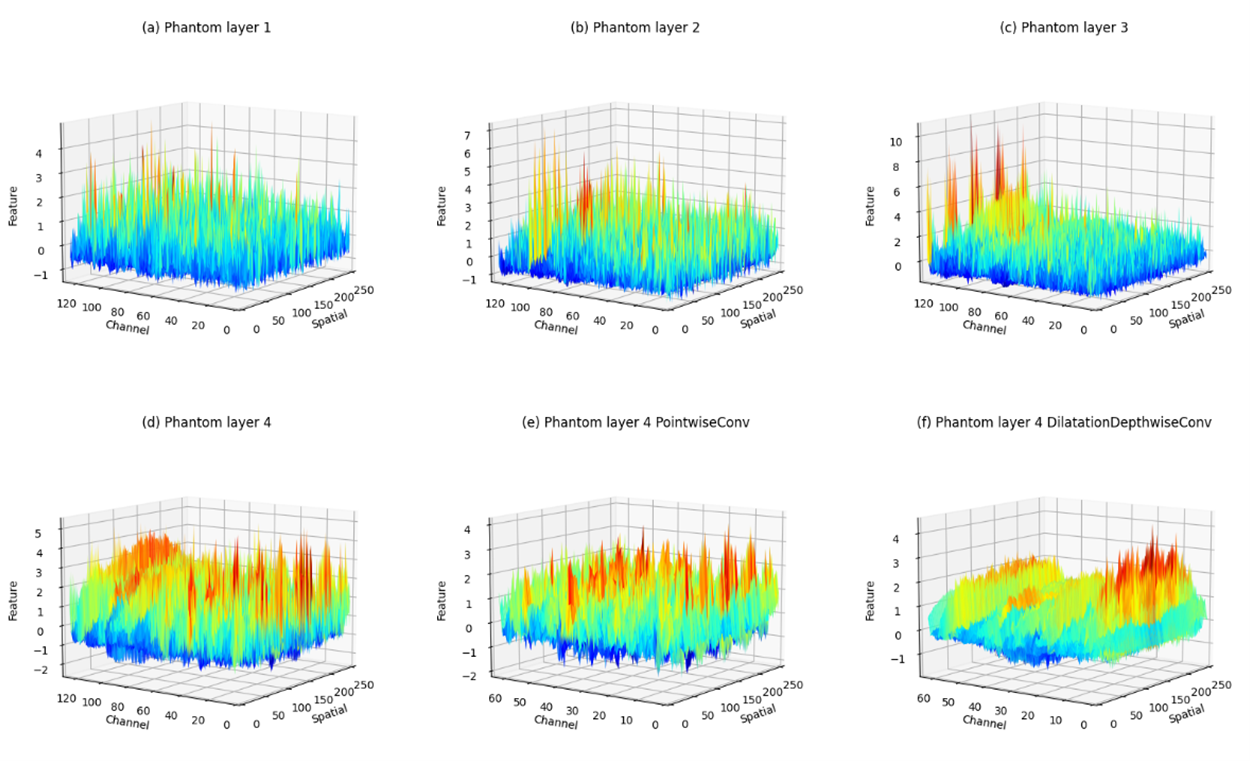 (a) Phantom layer 1
(b) Phantom layer 2
(c) Phantom layer 3
Feature
4
3
2
1
0
−1
120 100 80 60 40 20 0
Channel
0 50 100 150 200 250
Spatial
Feature
7
6
5
4
3
2
1
0
−1
120 100 80 60 40 20 0
Channel
0 50 100 150 200 250
Spatial
Feature
10
8
6
4
2
0
120 100 80 60 40 20 0
Channel
0 50 100 150 200 250
Spatial
(d) Phantom layer 4
(e) Phantom layer 4 PointwiseConv
(f) Phantom layer 4 DilatationDepthwiseConv
Feature
5
4
3
2
1
0
−1
−2
120 100 80 60 40 20 0
Channel
0 50 100 150 200 250
Spatial
Feature
4
3
2
1
0
−1
−2
60 50 40 30 20 10 0
Channel
0 50 100 150 200 250
Spatial
Feature
4
3
2
1
0
−1
60 50 40 30 20 10 0
Channel
0 50 100 150 200 250
Spatial